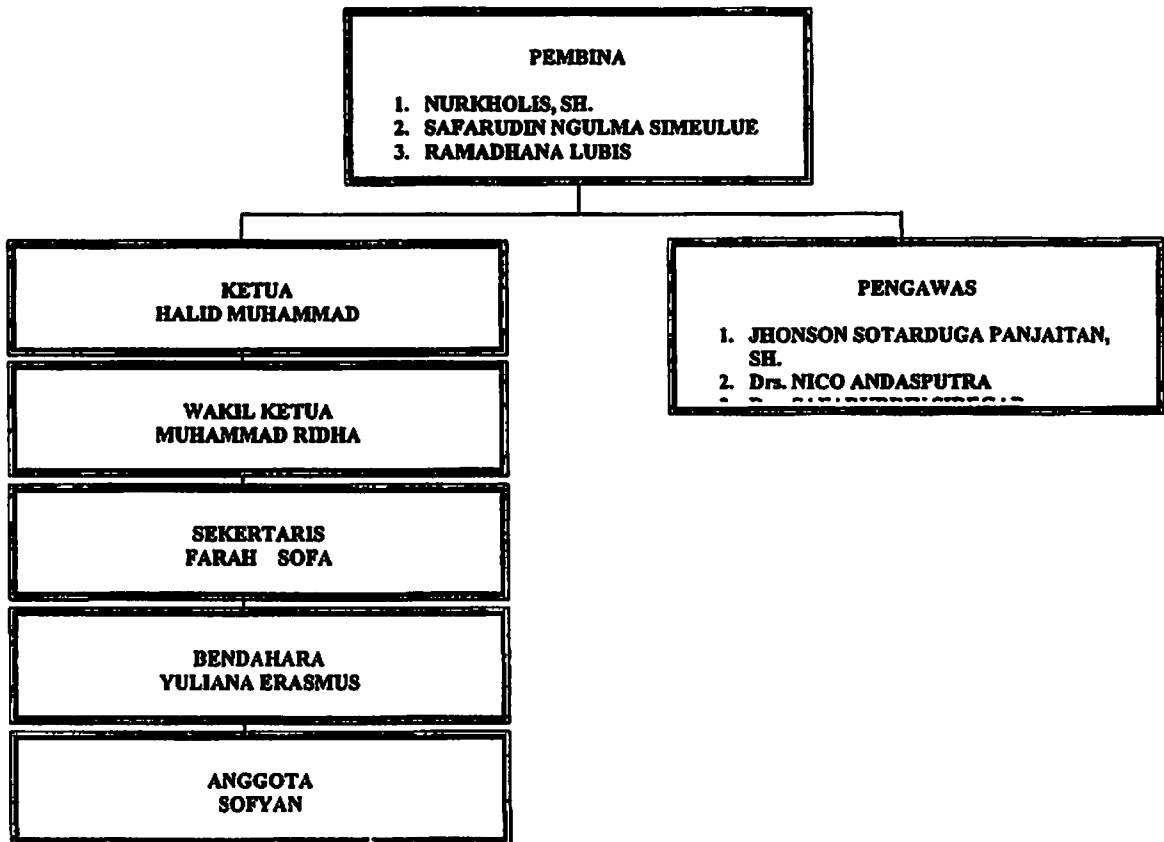 PEMBINA
1. NURKHOLIS, SH.
2. SAFARUDIN NGULMA SIMEULUE
3. RAMADHANA LUBIS
KETUA
HALID MUHAMMAD
PENGAWAS
1. JHONSON SOTARDUGA PANJAITAN,
SH.
2. Drs. NICO ANDASPUTRA
WAKIL KETUA
MUHAMMAD RIDHA
SEKERTARIS
FARAH SOFA
BENDAHARA
YULIANA ERASMUS
ANGGOTA
SOFYAN